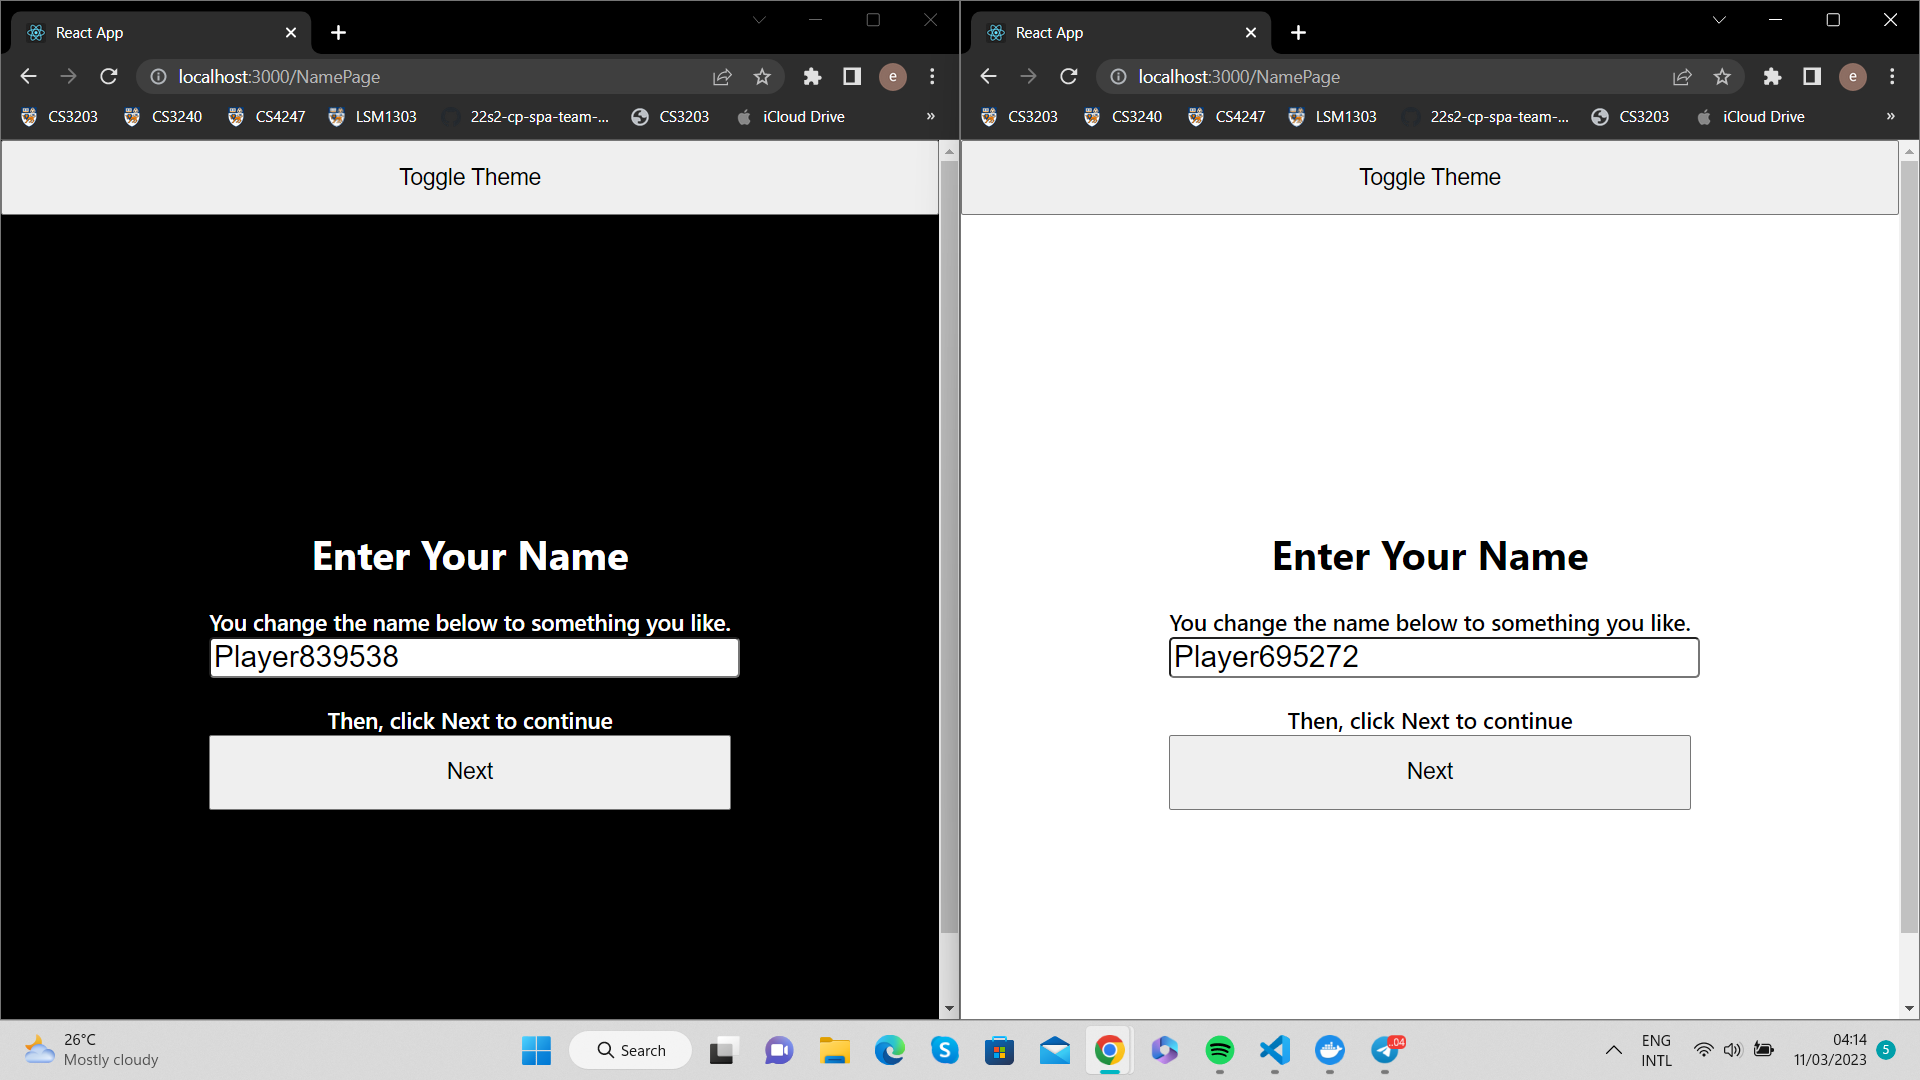 React App
localhost:3000/NamePage
e
CS3203 CS3240 CS4247 LSM1303 22s2-cp-spa-team-... CS3203 iCloud Drive »
Toggle Theme
Enter Your Name
You change the name below to something you like.
Player839538
Then, click Next to continue
Next
React App
localhost:3000/NamePage
e
CS3203 CS3240 CS4247 LSM1303 22s2-cp-spa-team-... CS3203 iCloud Drive »
Toggle Theme
Enter Your Name
You change the name below to something you like.
Player695272
Then, click Next to continue
Next
26°C
Mostly cloudy
Search
..04
ENG
INTL
04:14
11/03/2023
5